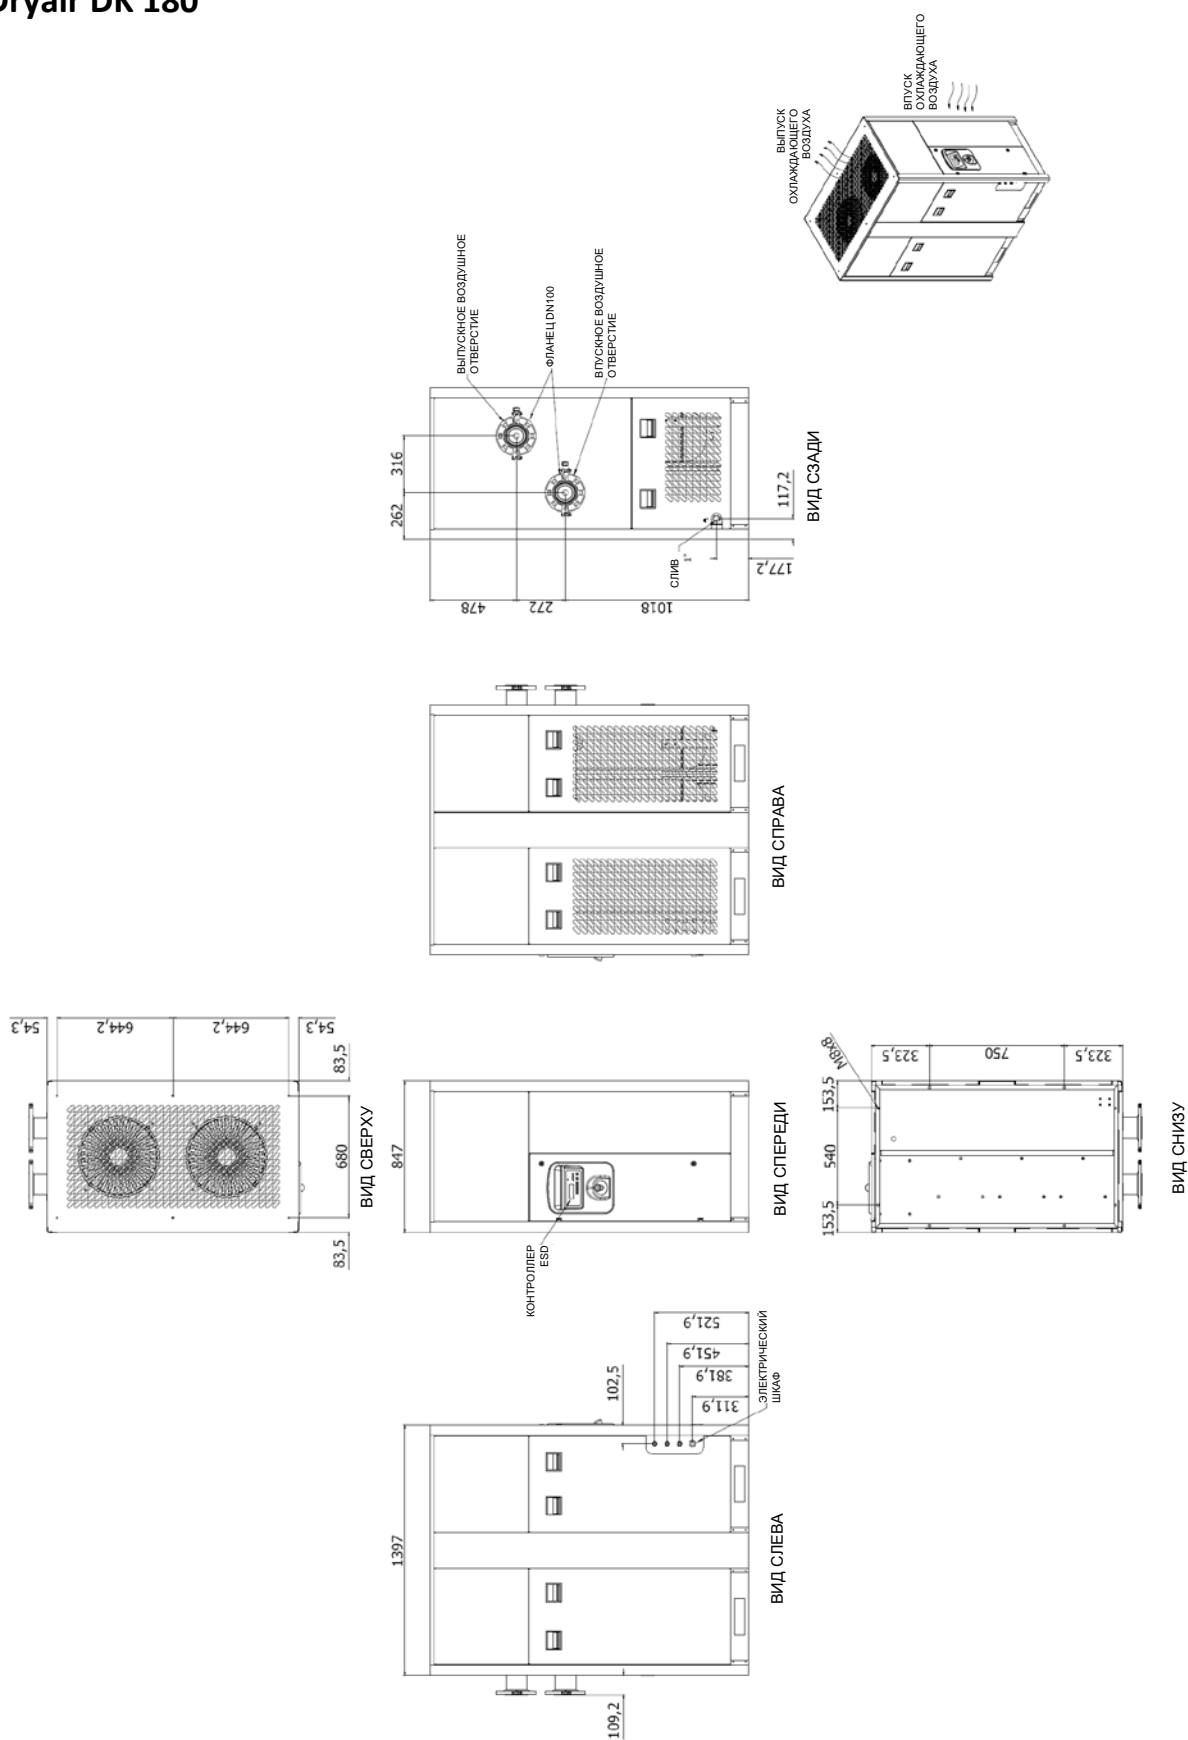 Dryair DK 180
ВЫПУСК
ОХЛАЖДАЮЩЕГО
ВОЗДУХА
ВПУСК
ОХЛАЖДАЮЩЕГО
ВОЗДУХА
ВЫПУСКНОЕ ВОЗДУШНОЕ
ОТВЕРСТИЕ
ФЛАНЕЦ DN100
ВПУСКНОЕ ВОЗДУШНОЕ
ОТВЕРСТИЕ
316
262
478
272
1018
СЛИВ
1"
177,2
117,2
ВИД СЗАДИ
ВИД СПРАВА
54,3
644,2
644,2
54,3
83,5
680
83,5
ВИД СВЕРХУ
847
КОНТРОЛЛЕР
ESD
ВИД СПЕРЕДИ
M8x8
323,5
750
323,5
153,5
540
153,5
ВИД СНИЗУ
1397
102,5
521,9
451,9
381,9
311,9
ЭЛЕКТРИЧЕСКИЙ
ШКАФ
109,2
ВИД СЛЕВА